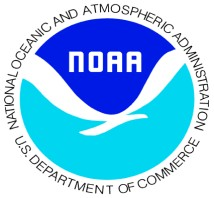 NATIONAL OCEANIC AND ATMOSPHERIC ADMINISTRATION
NOAA
U.S. DEPARTMENT OF COMMERCE